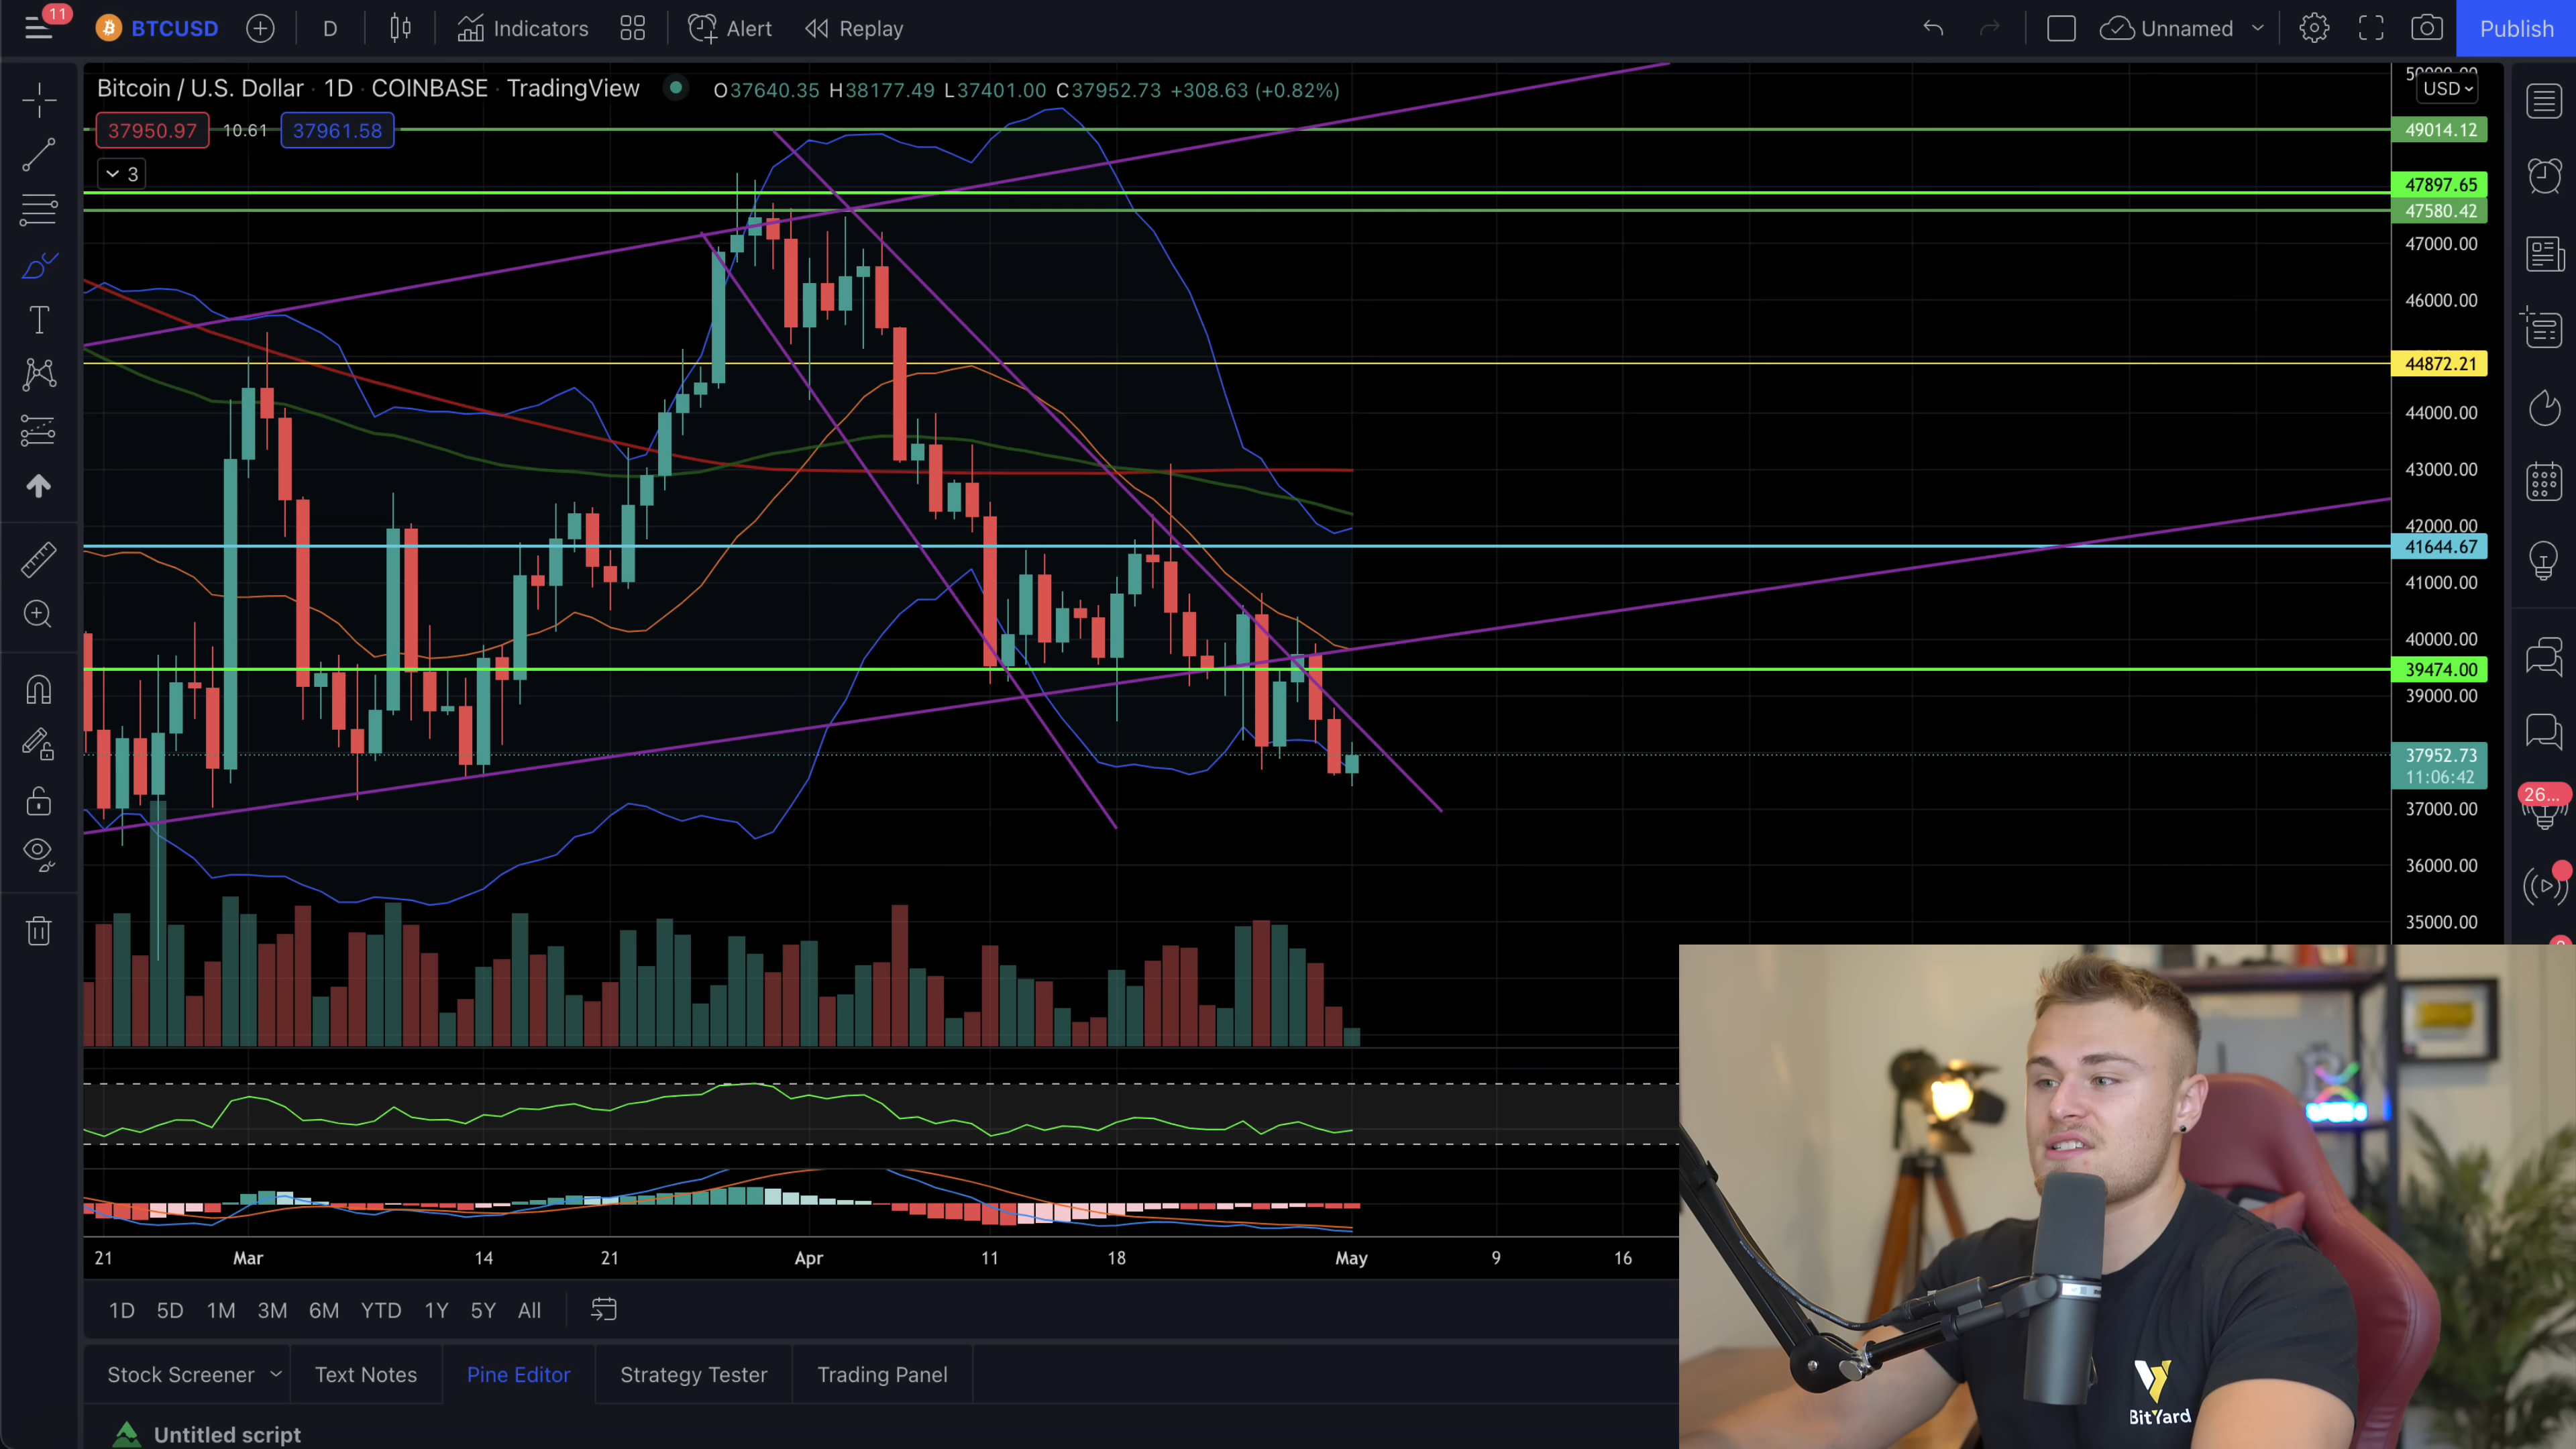 11
BTCUSD
D
Indicators
Alert
Replay
Unnamed
Publish
Bitcoin / U.S. Dollar · 1D · COINBASE · TradingView
O37640.35 H38177.49 L37401.00 C37952.73 +308.63 (+0.82%)
USD
37950.97 10.61 37961.58
3
49014.12
47897.65
47580.42
47000.00
46000.00
44872.21
44000.00
43000.00
42000.00
41644.67
41000.00
40000.00
39474.00
39000.00
37952.73
11:06:42
37000.00
36000.00
35000.00
26...
21 Mar 14 21 Apr 11 18 May 9 16
1D 5D 1M 3M 6M YTD 1Y 5Y All
Stock Screener Text Notes Pine Editor Strategy Tester Trading Panel
Untitled script
BitYard